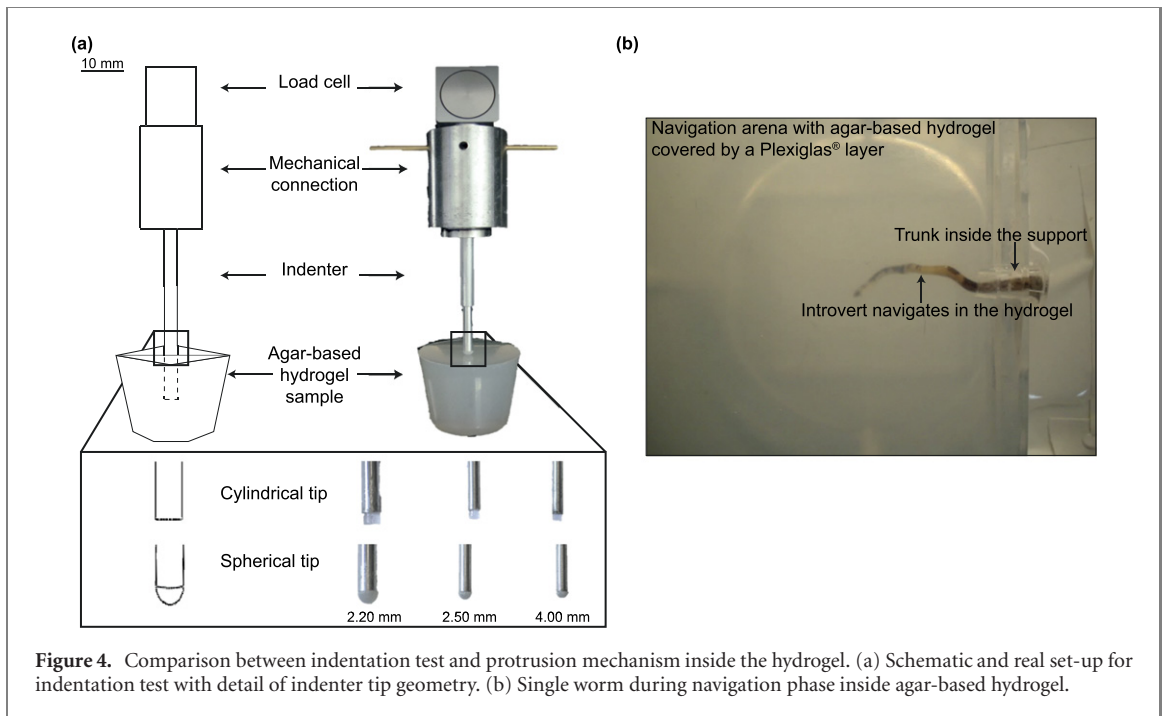 (a)
10 mm
Load cell
Mechanical
connection
Indenter
Agar-based
hydrogel
sample
Cylindrical tip
Spherical tip
2.20 mm 2.50 mm 4.00 mm
(b)
Navigation arena with agar-based hydrogel
covered by a Plexiglas® layer
Trunk inside the support
Introvert navigates in the hydrogel
Figure 4. Comparison between indentation test and protrusion mechanism inside the hydrogel. (a) Schematic and real set-up for
indentation test with detail of indenter tip geometry. (b) Single worm during navigation phase inside agar-based hydrogel.